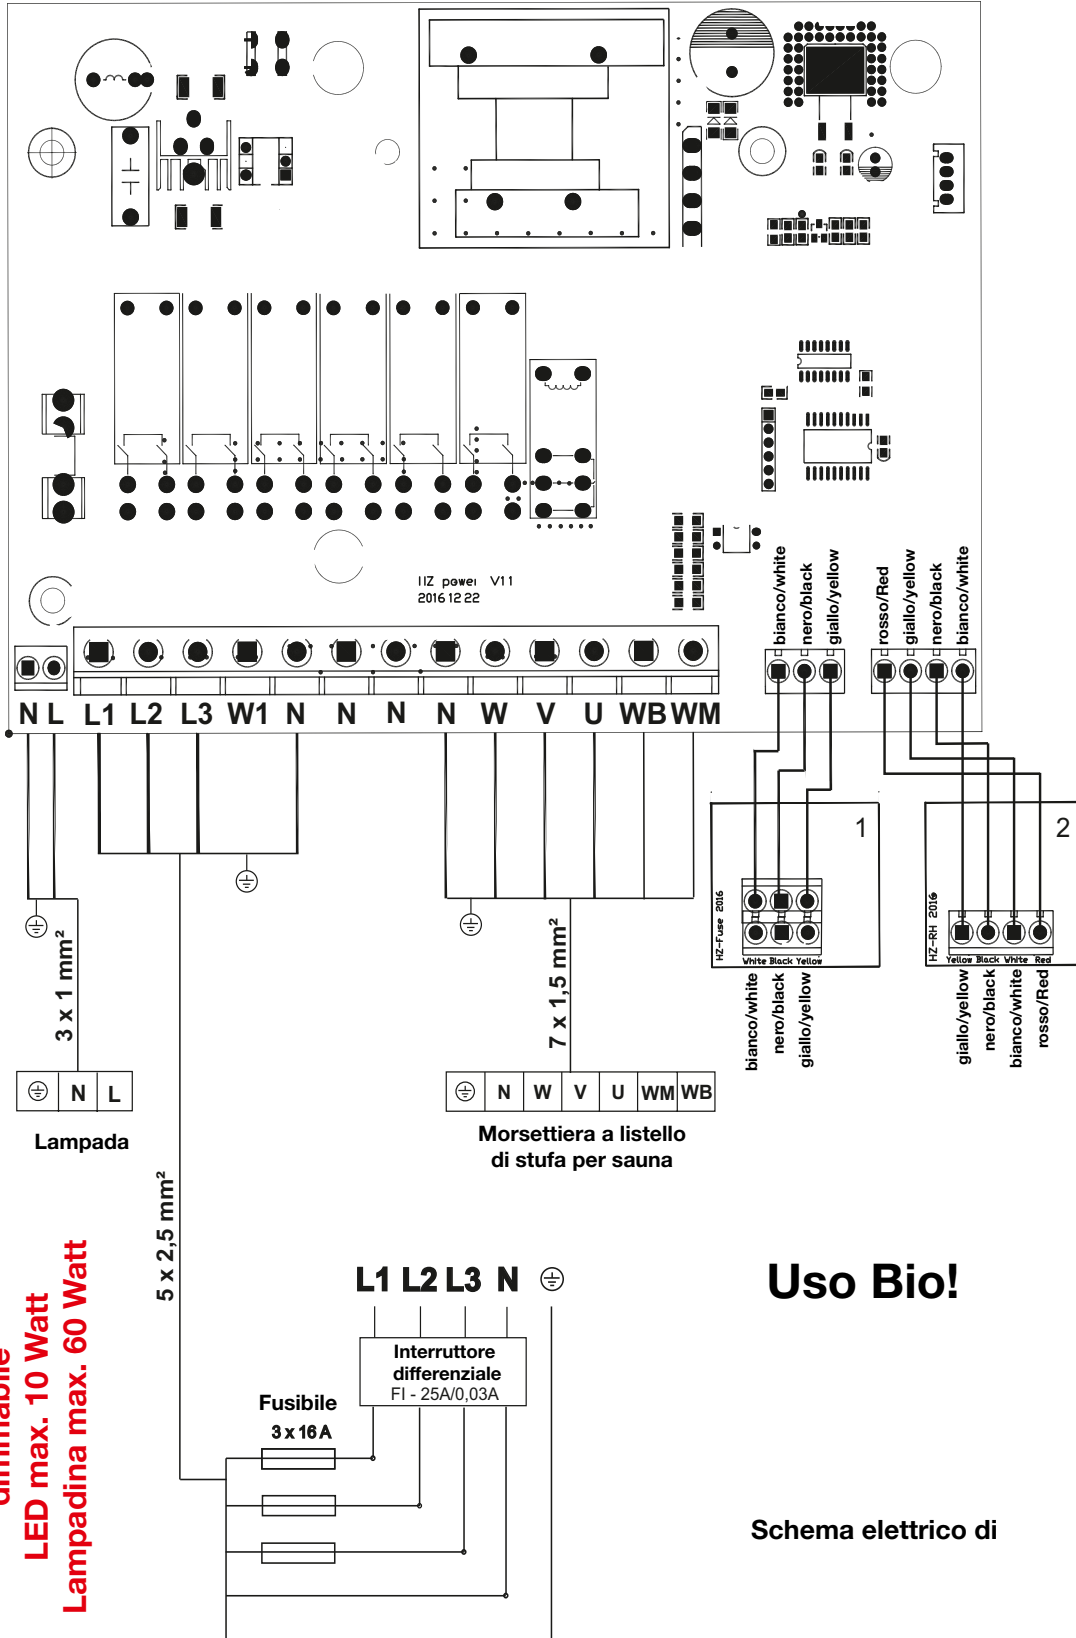 IIZ power V11
2016 12 22
bianco/white
nero/black
giallo/yellow
rosso/Red
giallo/yellow
nero/black
bianco/white
N L L1 L2 L3 W1 N N N N W V U WB WM
1
HZ-Fuse 2016
White Black Yellow
bianco/white
nero/black
giallo/yellow
2
HZ-RH 2016
Yellow Black White Red
giallo/yellow
nero/black
bianco/white
rosso/Red
3 x 1 mm²
N L
Lampada
7 x 1,5 mm²
N W V U WM WB
Morsettiera a listello
di stufa per sauna
5 x 2,5 mm²
dimmabile
LED max. 10 Watt
Lampadina max. 60 Watt
L1 L2 L3 N
Interruttore
differenziale
FI - 25A/0,03A
Fusibile
3 x 16 A
Uso Bio!
Schema elettrico di